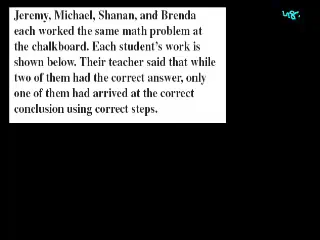 Jeremy, Michael, Shanan, and Brenda
each worked the same math problem at
the chalkboard. Each student's work is
shown below. Their teacher said that while
two of them had the correct answer, only
one of them had arrived at the correct
conclusion using correct steps.